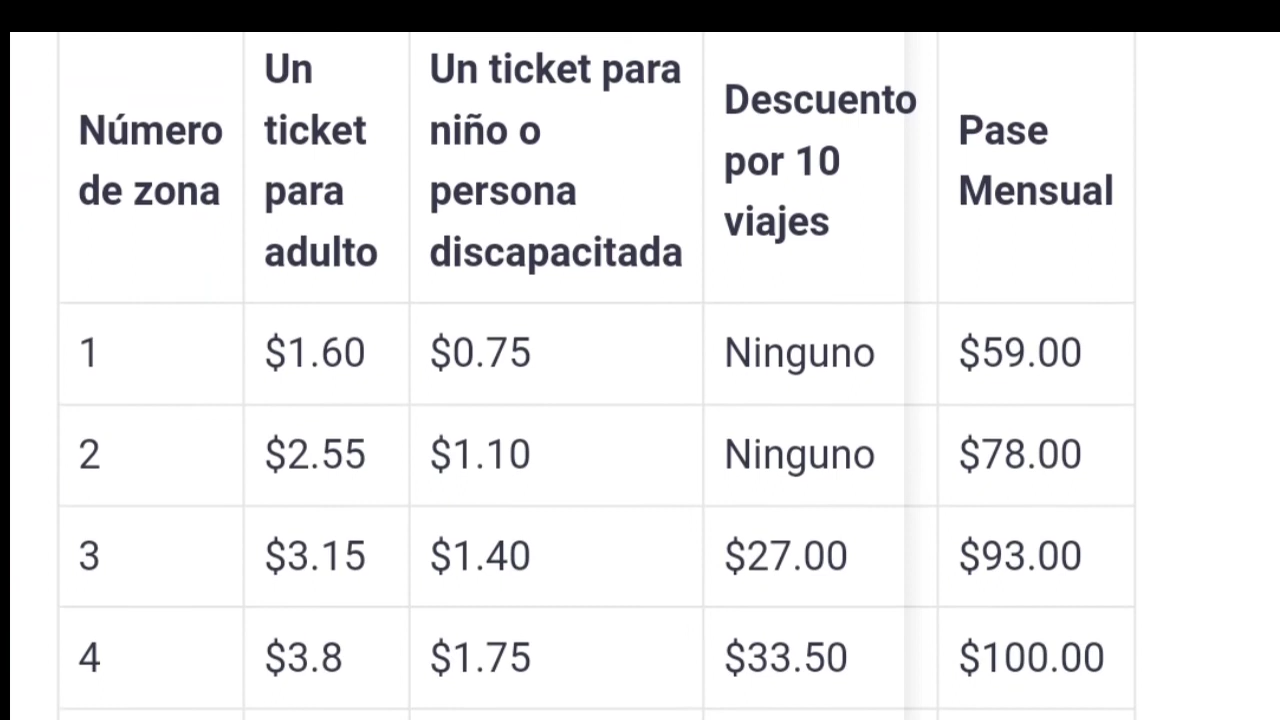 Número de zona
Un ticket para adulto
Un ticket para niño o persona discapacitada
Descuento por 10 viajes
Pase Mensual
1 $1.60 $0.75 Ninguno $59.00
2 $2.55 $1.10 Ninguno $78.00
3 $3.15 $1.40 $27.00 $93.00
4 $3.8 $1.75 $33.50 $100.00